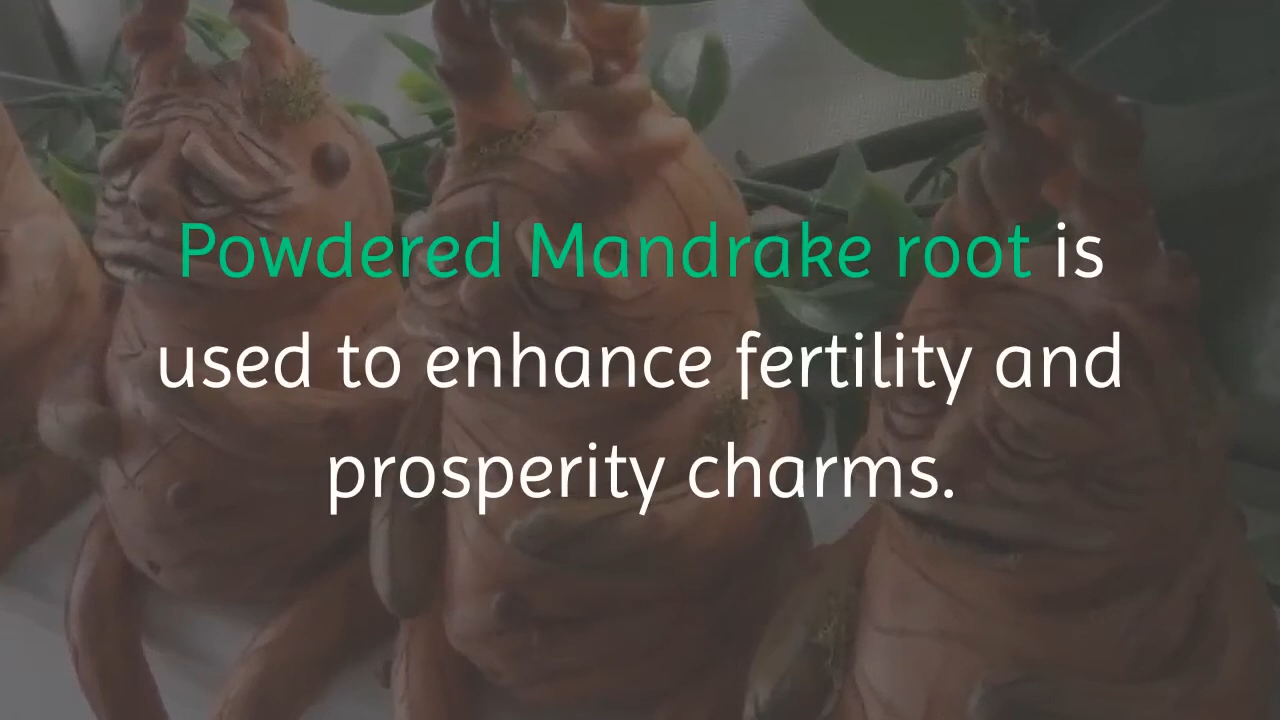 Powdered Mandrake root is
used to enhance fertility and
prosperity charms.